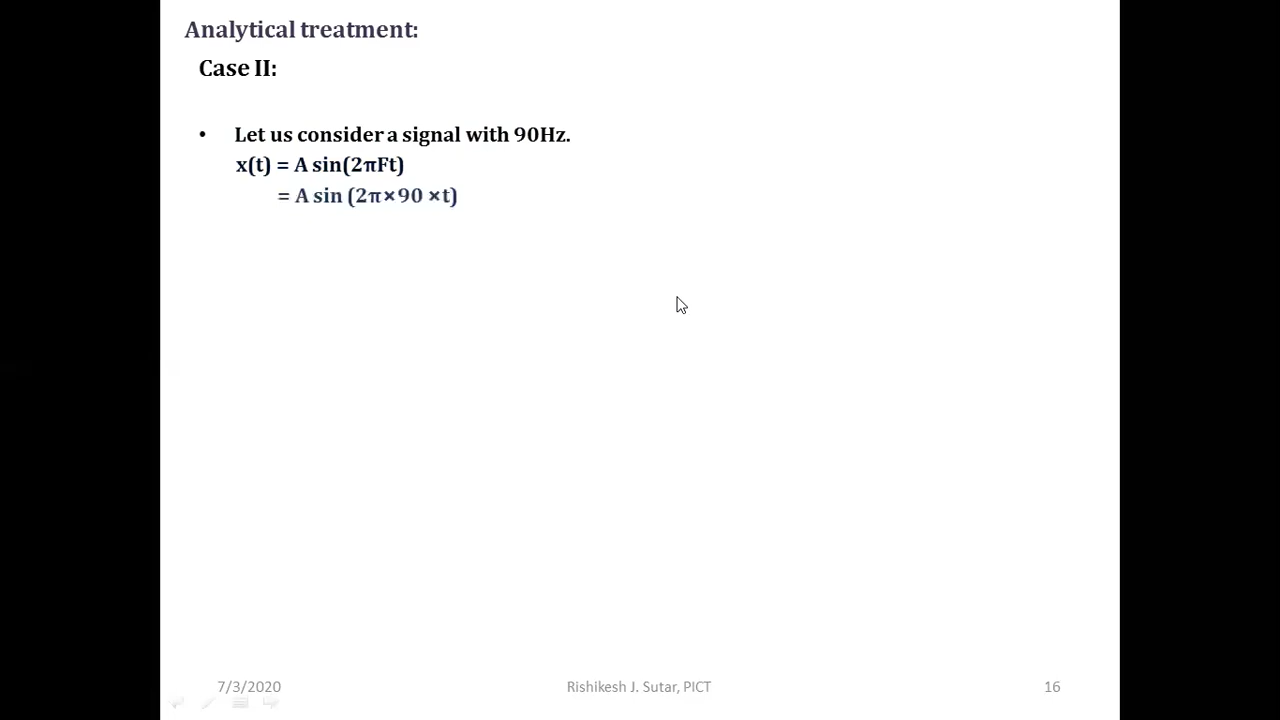 Analytical treatment:
Case II:
• Let us consider a signal with 90Hz.
x(t) = A sin(2πFt)
= A sin (2π×90 ×t)
7/3/2020 Rishikesh J. Sutar, PICT 16